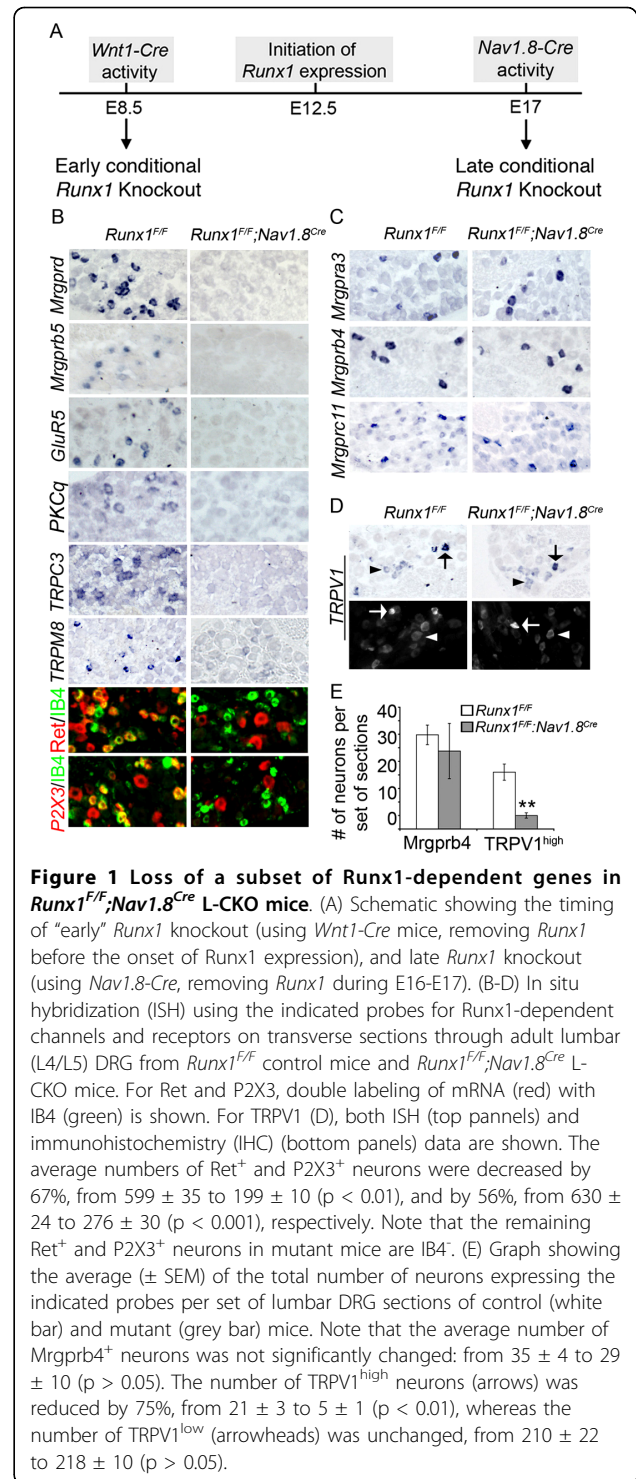 A
Wnt1-Cre activity
Initiation of Runx1 expression
Nav1.8-Cre activity
E8.5
E12.5
E17
Early conditional Runx1 Knockout
Late conditional Runx1 Knockout
B
Runx1F/F
Runx1F/F;Nav1.8Cre
Mrgprd
Mrgprb5
GluR5
PKCq
TRPC3
TRPM8
Ret/IB4
P2X3/IB4
C
Runx1F/F
Runx1F/F;Nav1.8Cre
Mrgpra3
Mrgprb4
Mrgprc11
D
Runx1F/F
Runx1F/F;Nav1.8Cre
TRPV1
E
Runx1F/F
Runx1F/F:Nav1.8Cre
# of neurons per set of sections
30
40
20
10
0
**
Mrgprb4
TRPV1high
Figure 1 Loss of a subset of Runx1-dependent genes in
Runx1F/F;Nav1.8Cre L-CKO mice. (A) Schematic showing the timing
of "early" Runx1 knockout (using Wnt1-Cre mice, removing Runx1
before the onset of Runx1 expression), and late Runx1 knockout
(using Nav1.8-Cre, removing Runx1 during E16-E17). (B-D) In situ
hybridization (ISH) using the indicated probes for Runx1-dependent
channels and receptors on transverse sections through adult lumbar
(L4/L5) DRG from Runx1F/F control mice and Runx1F/F;Nav1.8Cre L-
CKO mice. For Ret and P2X3, double labeling of mRNA (red) with
IB4 (green) is shown. For TRPV1 (D), both ISH (top pannels) and
immunohistochemistry (IHC) (bottom panels) data are shown. The
average numbers of Ret+ and P2X3+ neurons were decreased by
67%, from 599 ± 35 to 199 ± 10 (p < 0.01), and by 56%, from 630 ±
24 to 276 ± 30 (p < 0.001), respectively. Note that the remaining
Ret+ and P2X3+ neurons in mutant mice are IB4-. (E) Graph showing
the average (± SEM) of the total number of neurons expressing the
indicated probes per set of lumbar DRG sections of control (white
bar) and mutant (grey bar) mice. Note that the average number of
Mrgprb4+ neurons was not significantly changed: from 35 ± 4 to 29
± 10 (p > 0.05). The number of TRPV1high neurons (arrows) was
reduced by 75%, from 21 ± 3 to 5 ± 1 (p < 0.01), whereas the
number of TRPV1low (arrowheads) was unchanged, from 210 ± 22
to 218 ± 10 (p > 0.05).